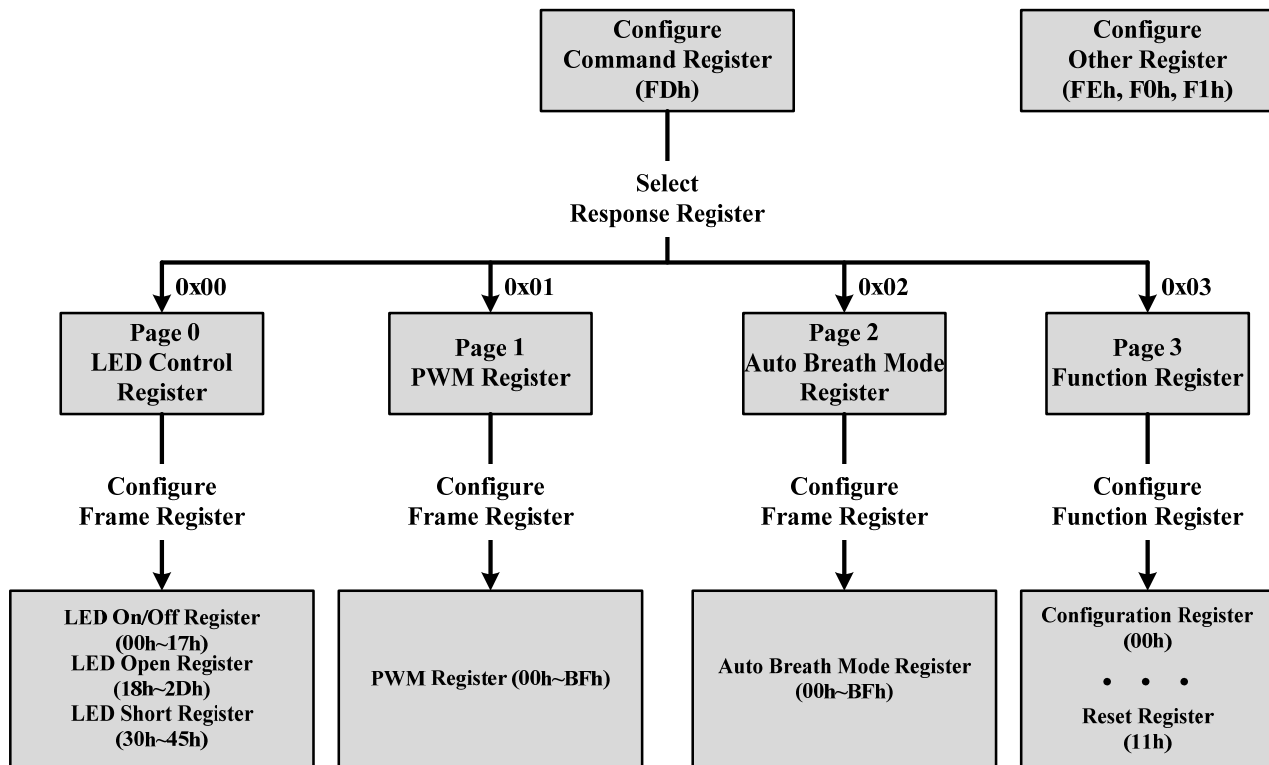 Configure
Command Register
(FDh)
Configure
Other Register
(FEh, F0h, F1h)
Select
Response Register
0x00
0x01
0x02
0x03
Page 0
LED Control
Register
Page 1
PWM Register
Page 2
Auto Breath Mode
Register
Page 3
Function Register
Configure
Frame Register
Configure
Frame Register
Configure
Frame Register
Configure
Function Register
LED On/Off Register
(00h~17h)
LED Open Register
(18h~2Dh)
LED Short Register
(30h~45h)
PWM Register (00h~BFh)
Auto Breath Mode Register
(00h~BFh)
Configuration Register
(00h)
• • •
Reset Register
(11h)